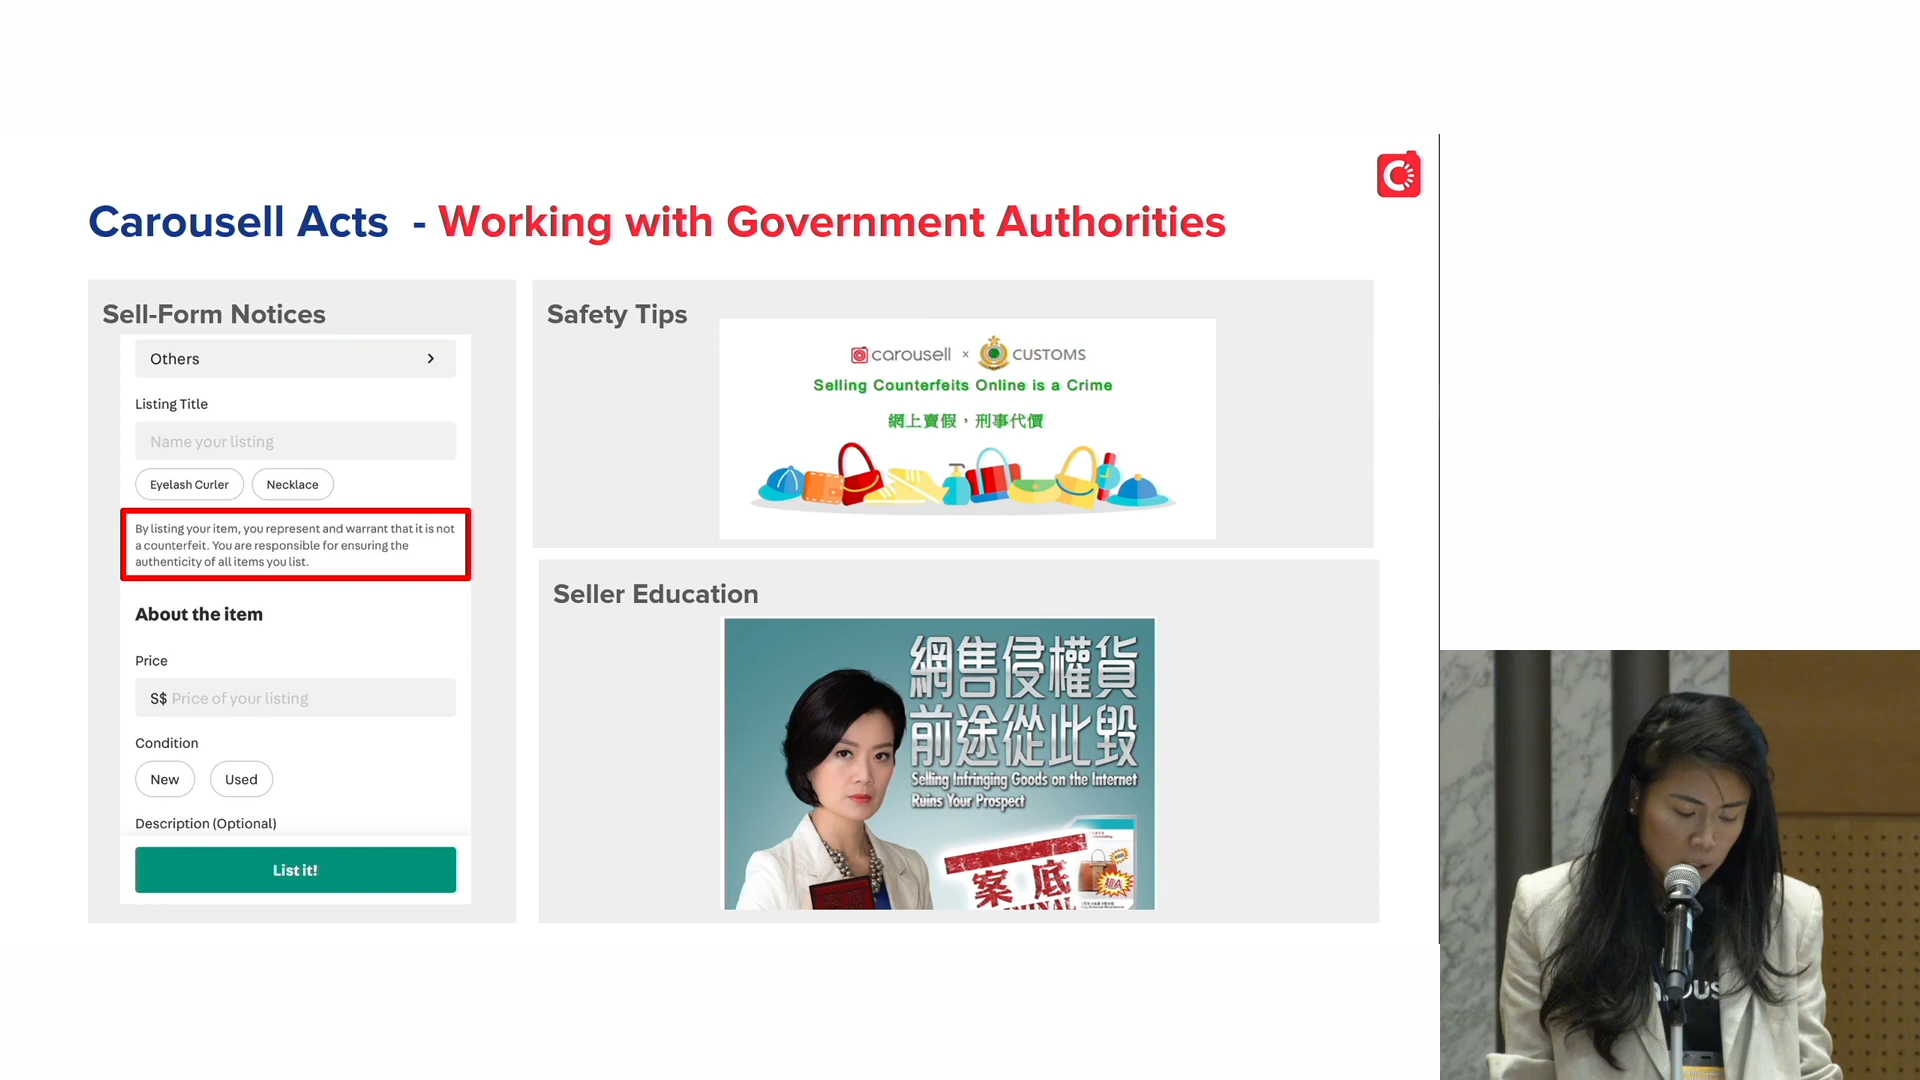 Carousell Acts - Working with Government Authorities
Sell-Form Notices
Others
Listing Title
Name your listing
Eyelash Curler
Necklace
By listing your item, you represent and warrant that it is not
a counterfeit. You are responsible for ensuring the
authenticity of all items you list.
About the item
Price
S$ Price of your listing
Condition
New
Used
Description (Optional)
List it!
Safety Tips
carousell x CUSTOMS
Selling Counterfeits Online is a Crime
網上賣假，刑事代價
Seller Education
網售侵權貨
前途從此毀
Selling Infringing Goods on the Internet
Ruins Your Prospect
案底